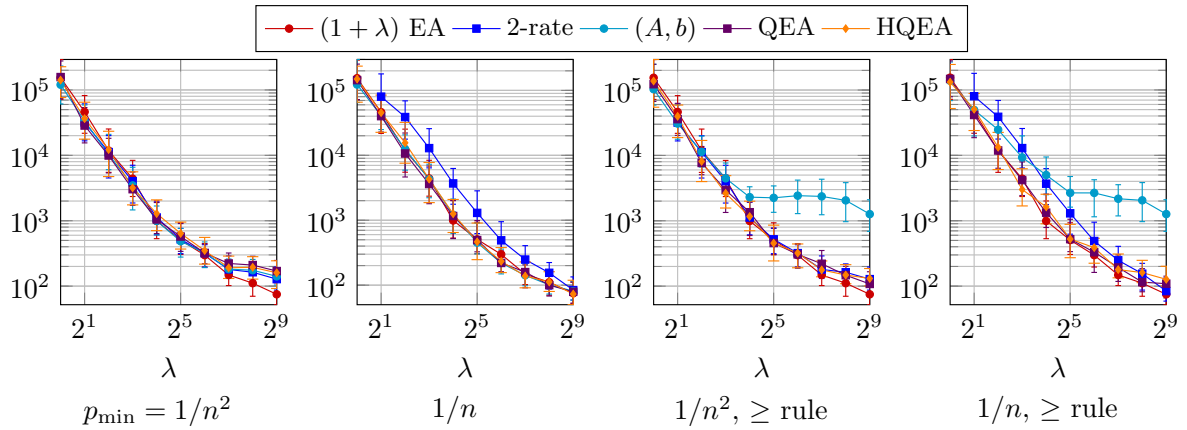 (1 + λ) EA 2-rate (A, b) QEA HQEA
10^5 10^5 10^5 10^5
10^4 10^4 10^4 10^4
10^3 10^3 10^3 10^3
10^2 10^2 10^2 10^2
2^1 2^5 2^9 2^1 2^5 2^9 2^1 2^5 2^9 2^1 2^5 2^9
λ λ λ λ
p_min = 1/n^2 1/n 1/n^2, ≥ rule 1/n, ≥ rule